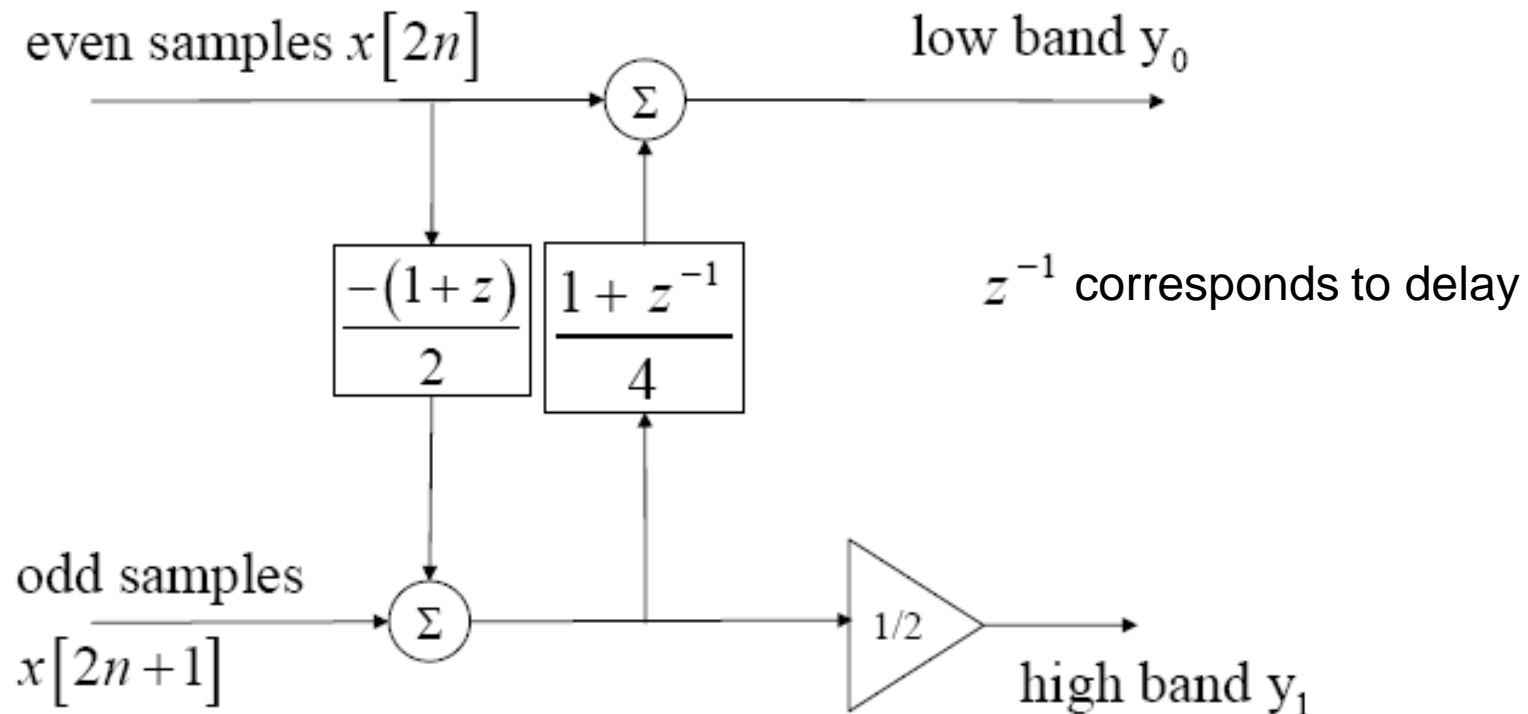 even samples x[2n]
low band y₀
Σ
−(1+z)
2
1 + z⁻¹
4
z⁻¹ corresponds to delay
odd samples
x[2n+1]
Σ
1/2
high band y₁